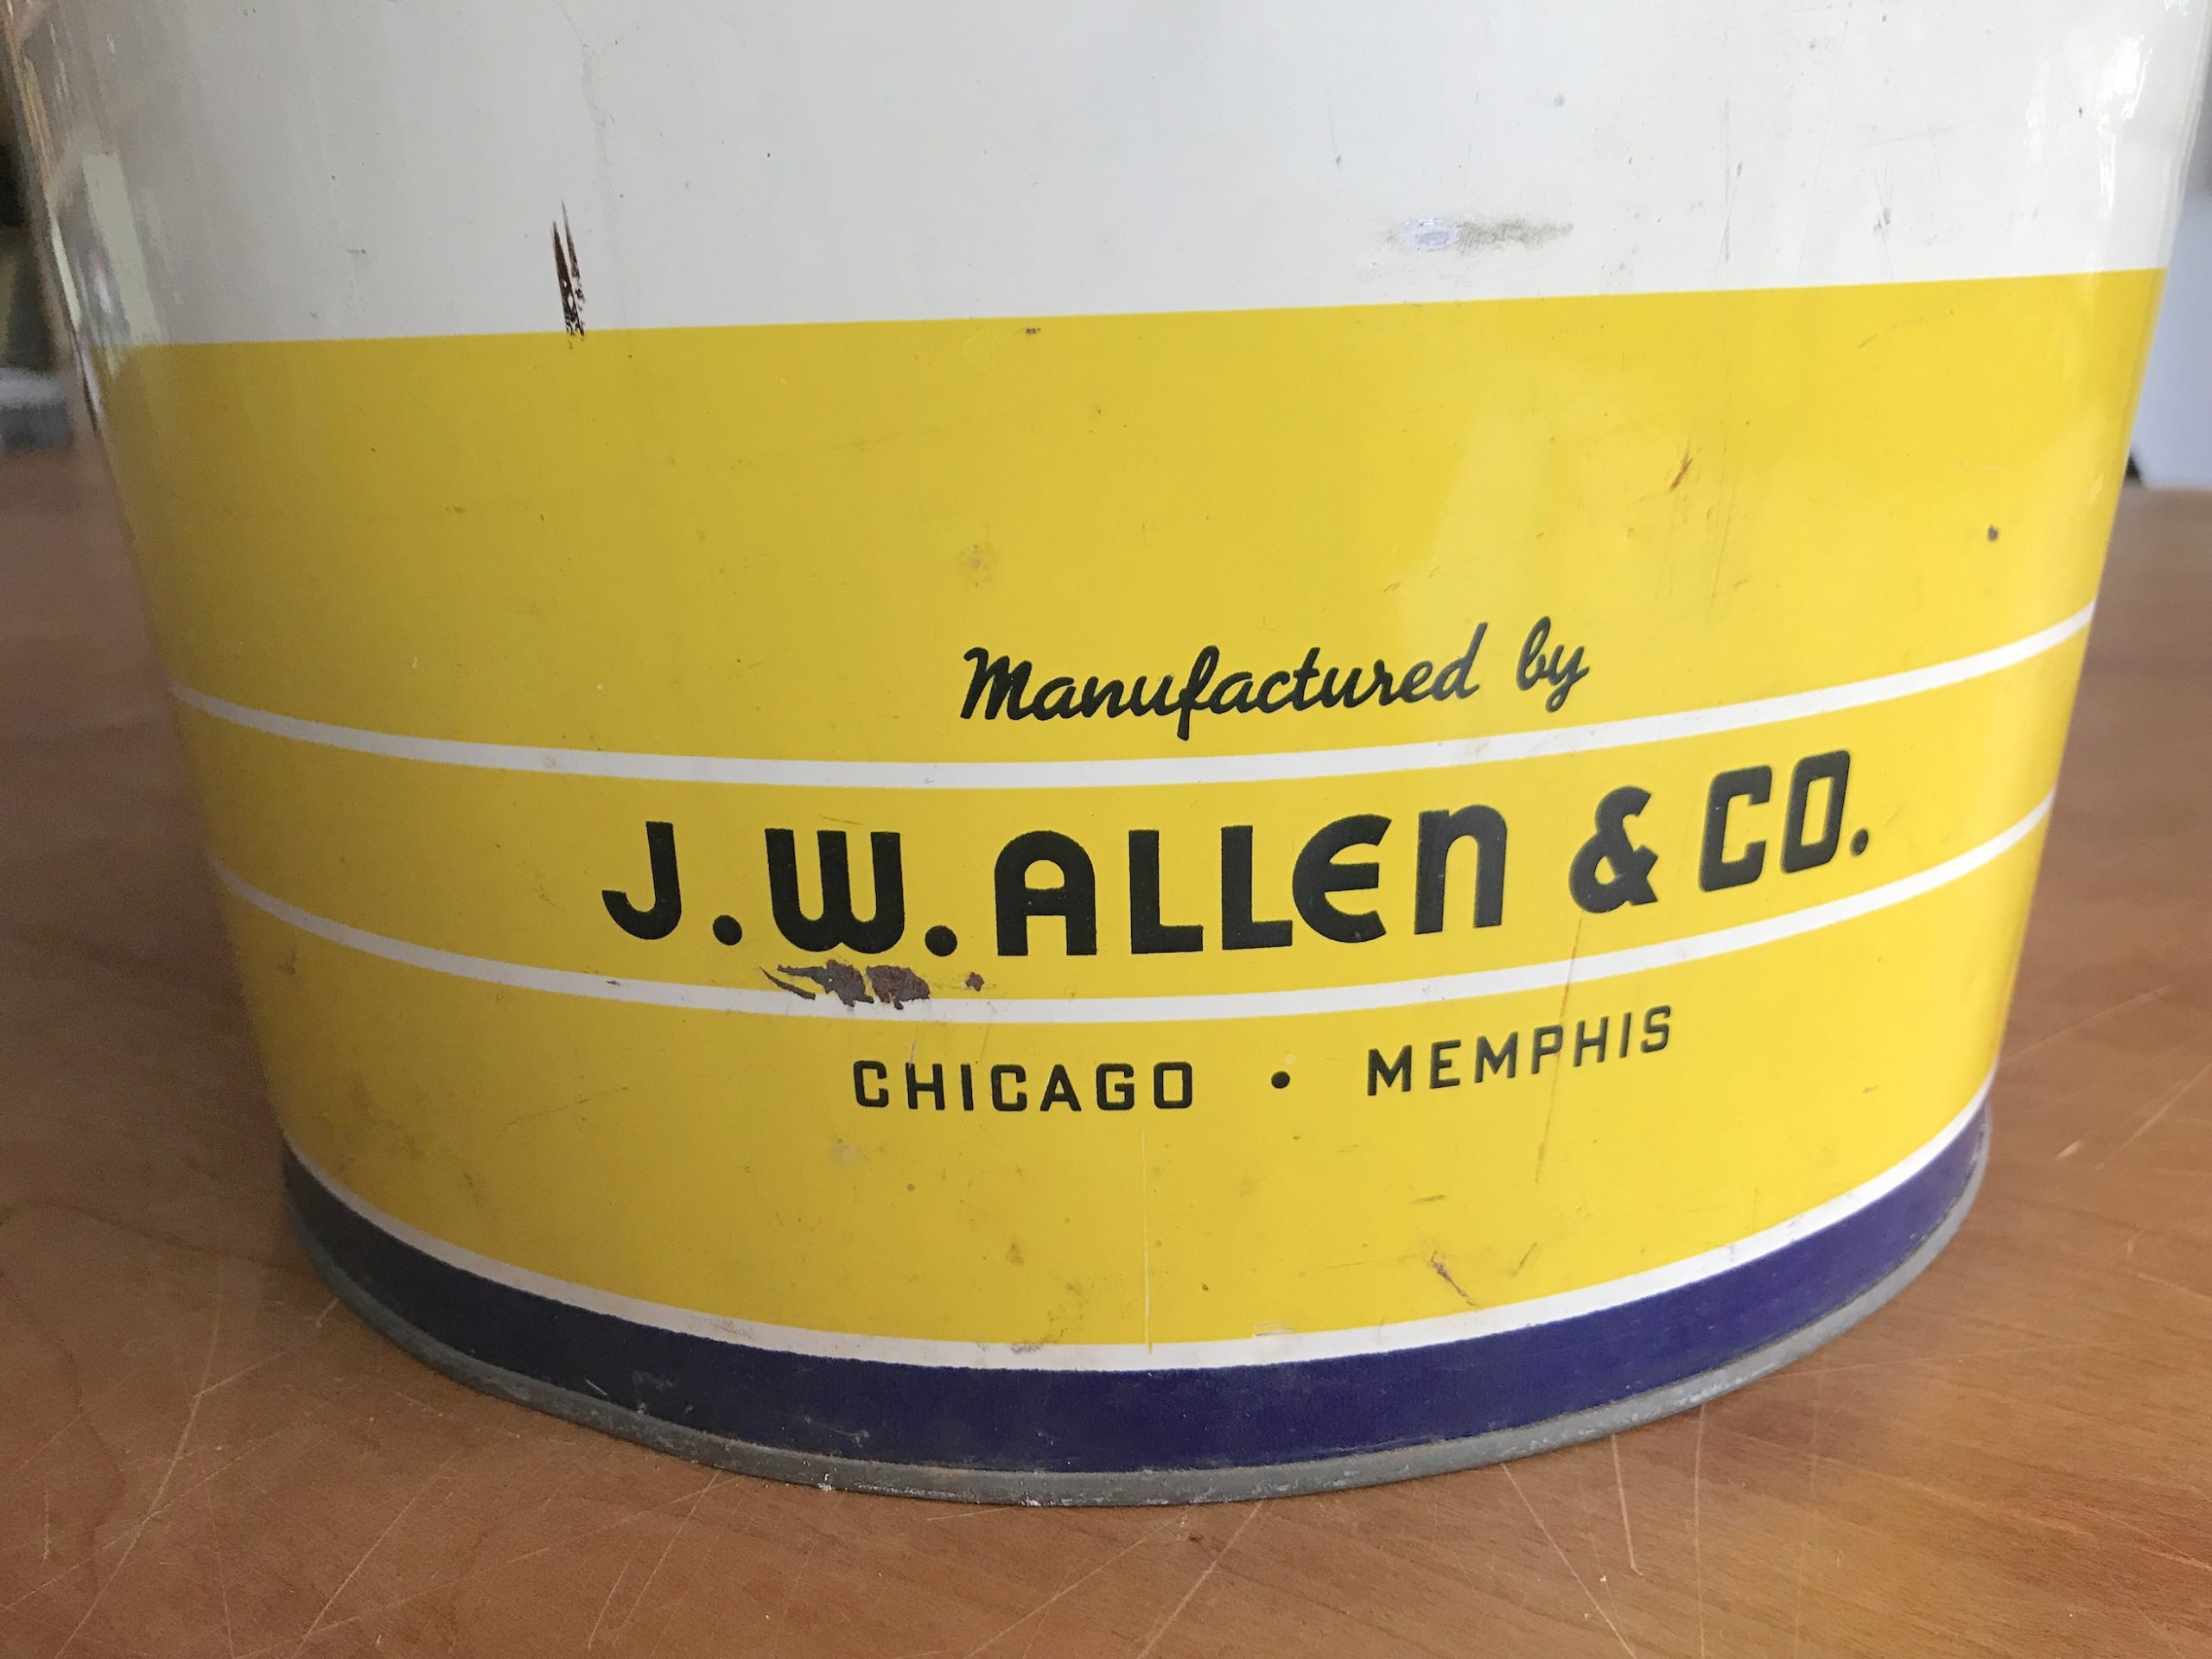 Manufactured by
J.W. ALLEN & CO.
CHICAGO • MEMPHIS